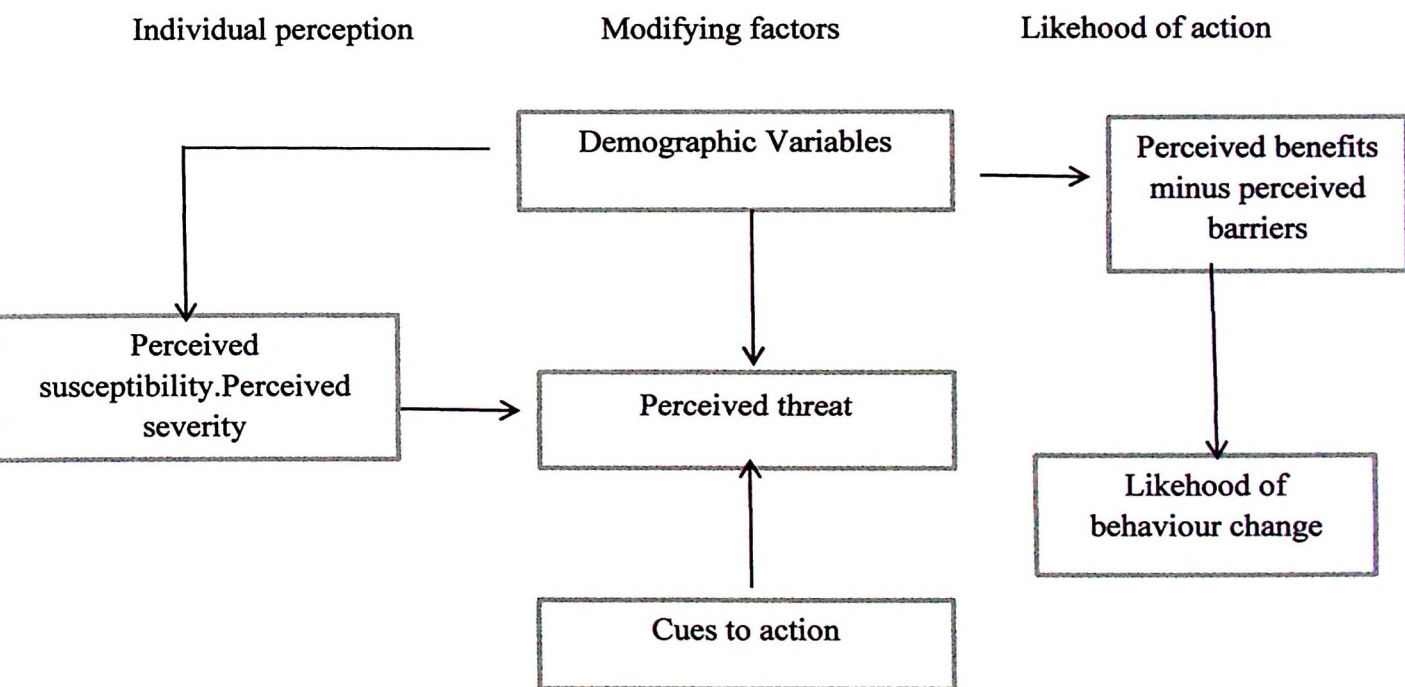 Individual perception
Modifying factors
Likehood of action
Demographic Variables
Perceived benefits
minus perceived
barriers
Perceived
susceptibility.Perceived
severity
Perceived threat
Likehood of
behaviour change
Cues to action